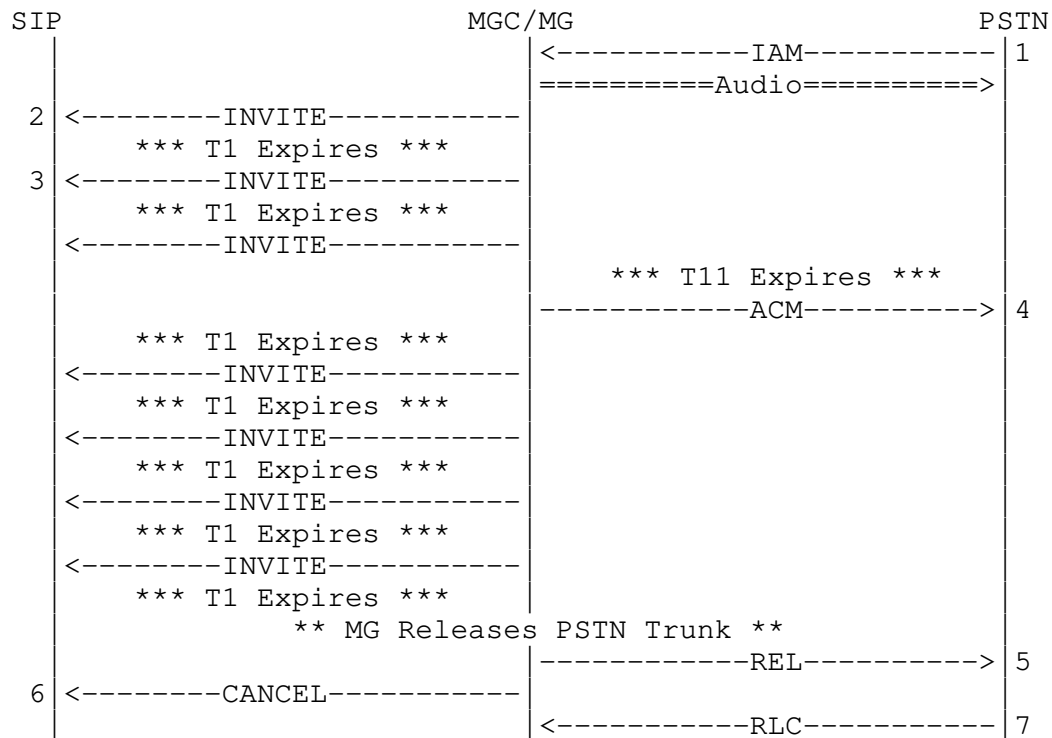 SIP                       MGC/MG                       PSTN
  |                          |<-----------IAM-----------|1
  |                          |==========Audio==========>|
 2|<--------INVITE-----------|                          |
  |    *** T1 Expires ***    |                          |
 3|<--------INVITE-----------|                          |
  |    *** T1 Expires ***    |                          |
  |<--------INVITE-----------|                          |
  |                          |    *** T11 Expires ***   |
  |                          |------------ACM---------->|4
  |    *** T1 Expires ***    |                          |
  |<--------INVITE-----------|                          |
  |    *** T1 Expires ***    |                          |
  |<--------INVITE-----------|                          |
  |    *** T1 Expires ***    |                          |
  |<--------INVITE-----------|                          |
  |    *** T1 Expires ***    |                          |
  |<--------INVITE-----------|                          |
  |    *** T1 Expires ***    |                          |
  |             ** MG Releases PSTN Trunk **            |
  |                          |------------REL---------->|5
 6|<--------CANCEL-----------|                          |
  |                          |<-----------RLC-----------|7